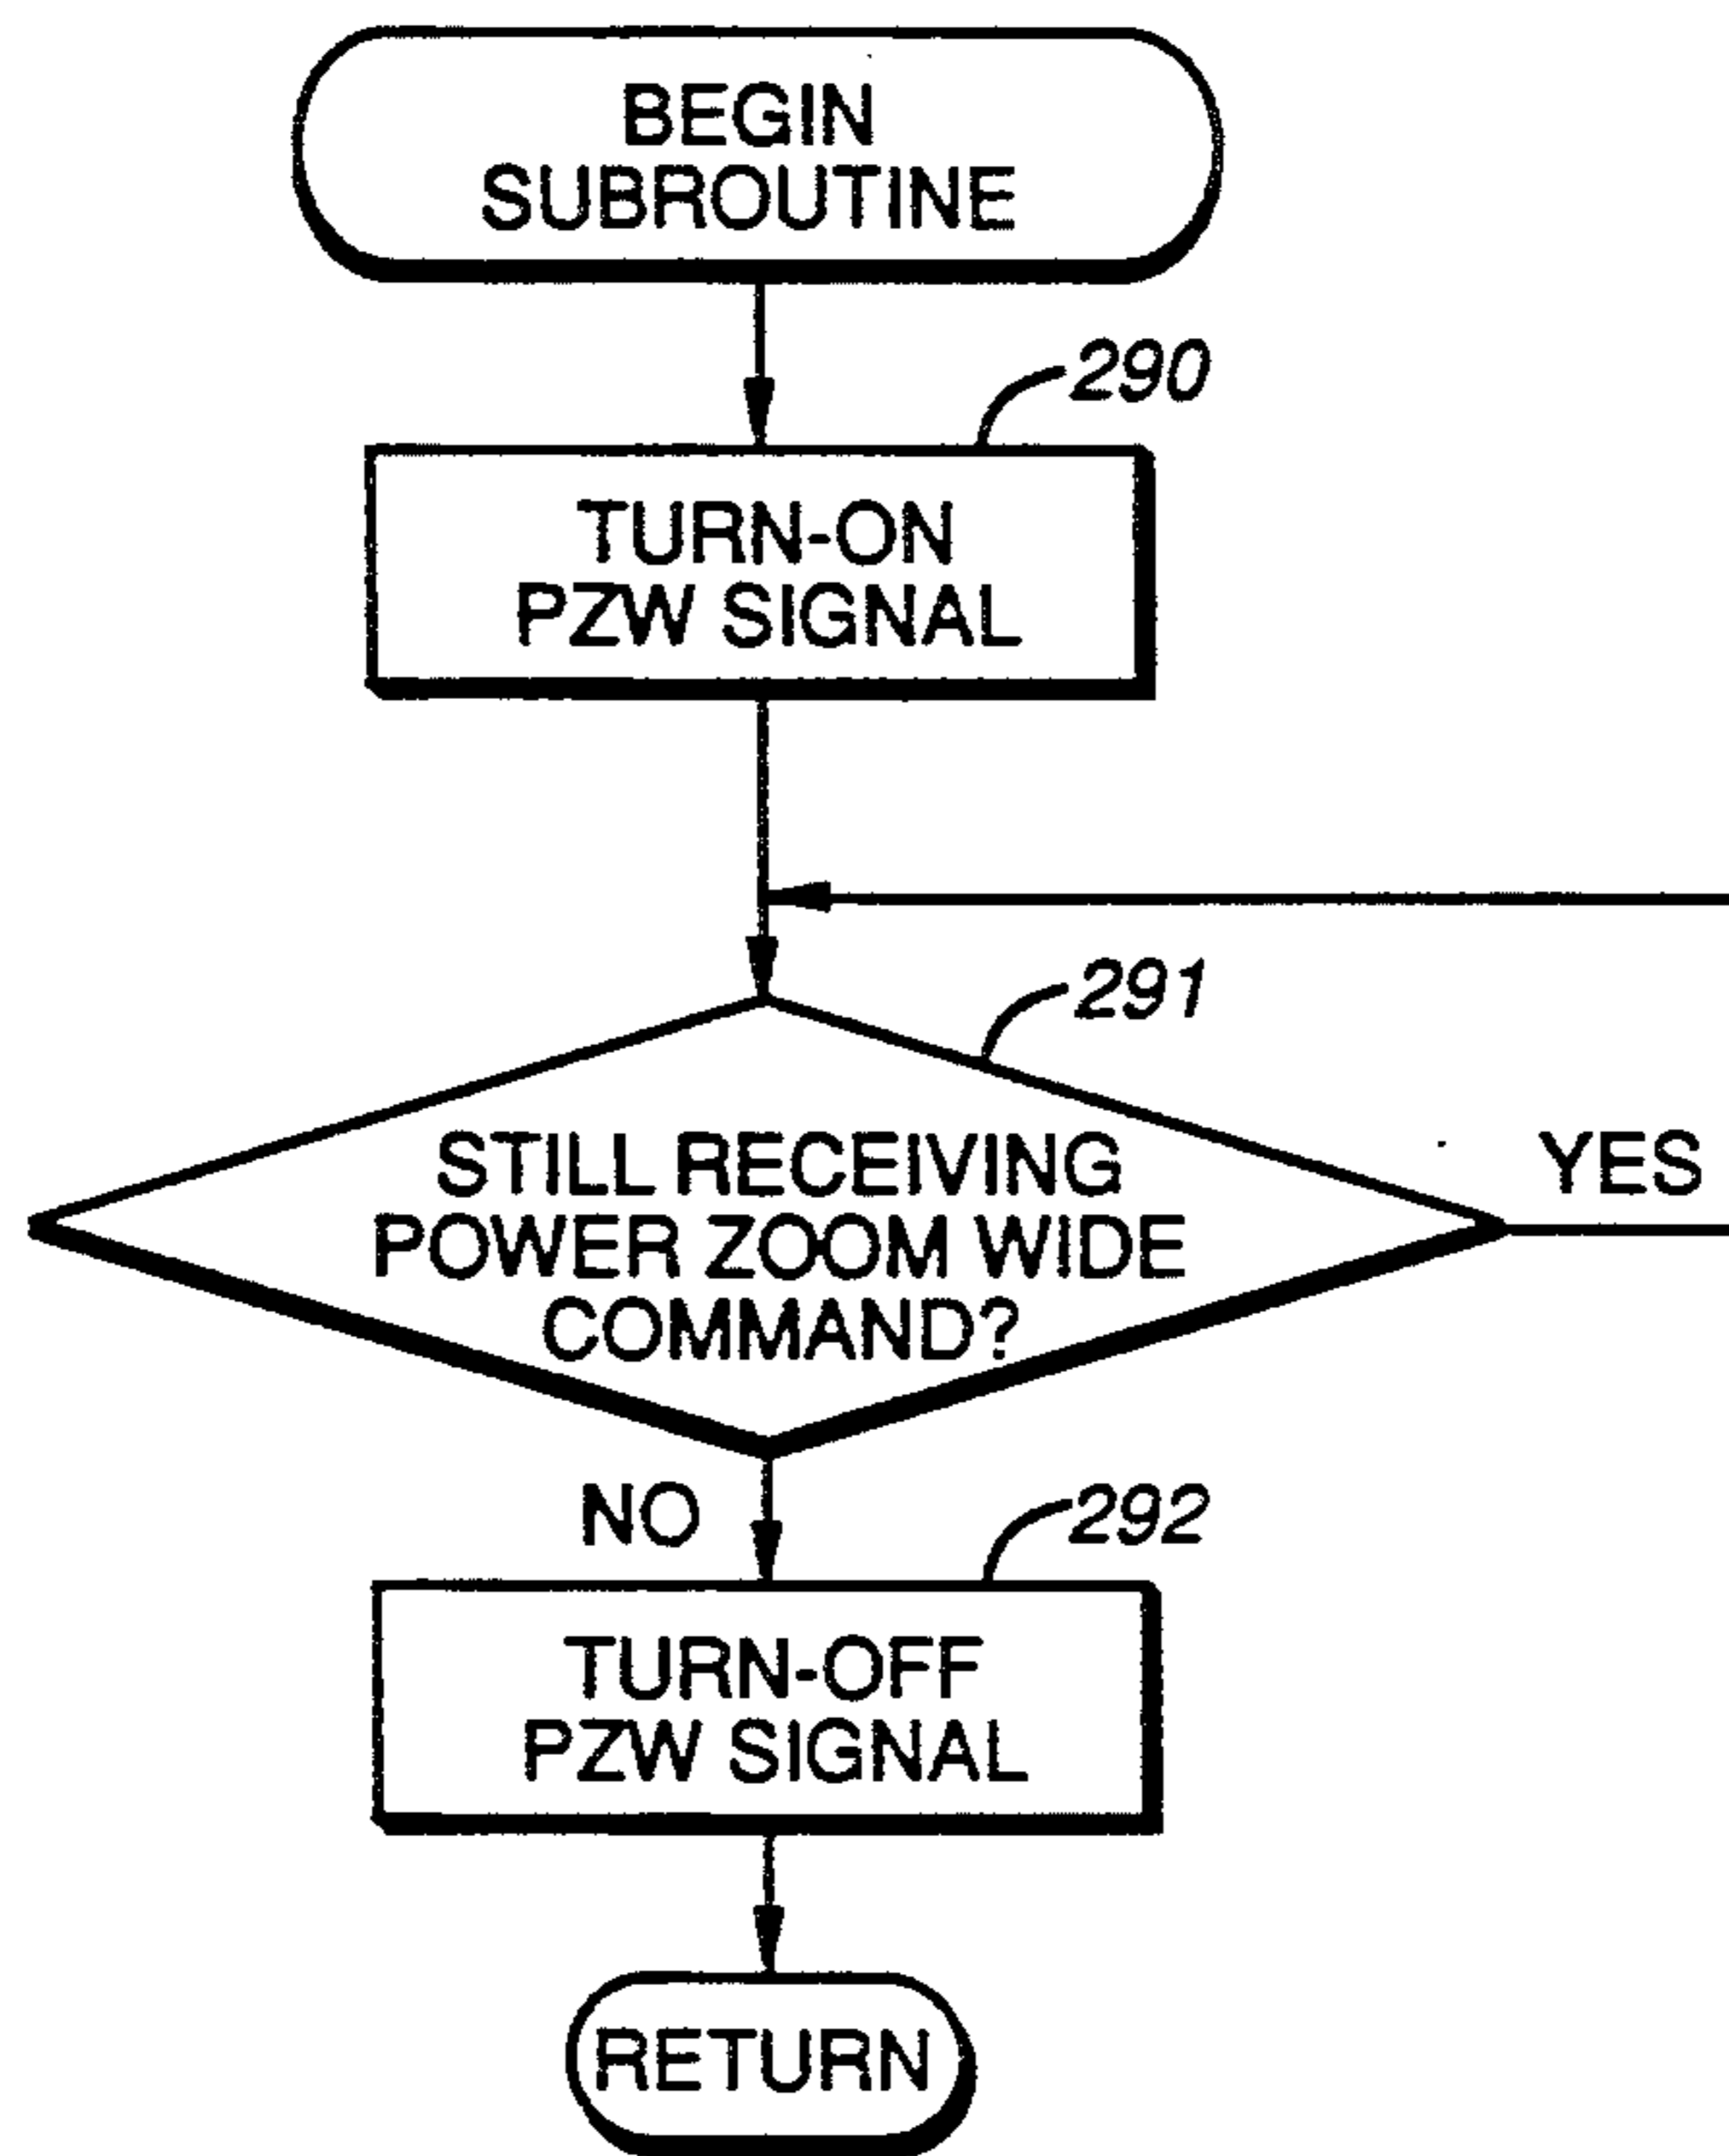 BEGIN
SUBROUTINE
290
TURN-ON
PZW SIGNAL
291
STILL RECEIVING
POWER ZOOM WIDE
COMMAND?
YES
NO
292
TURN-OFF
PZW SIGNAL
RETURN